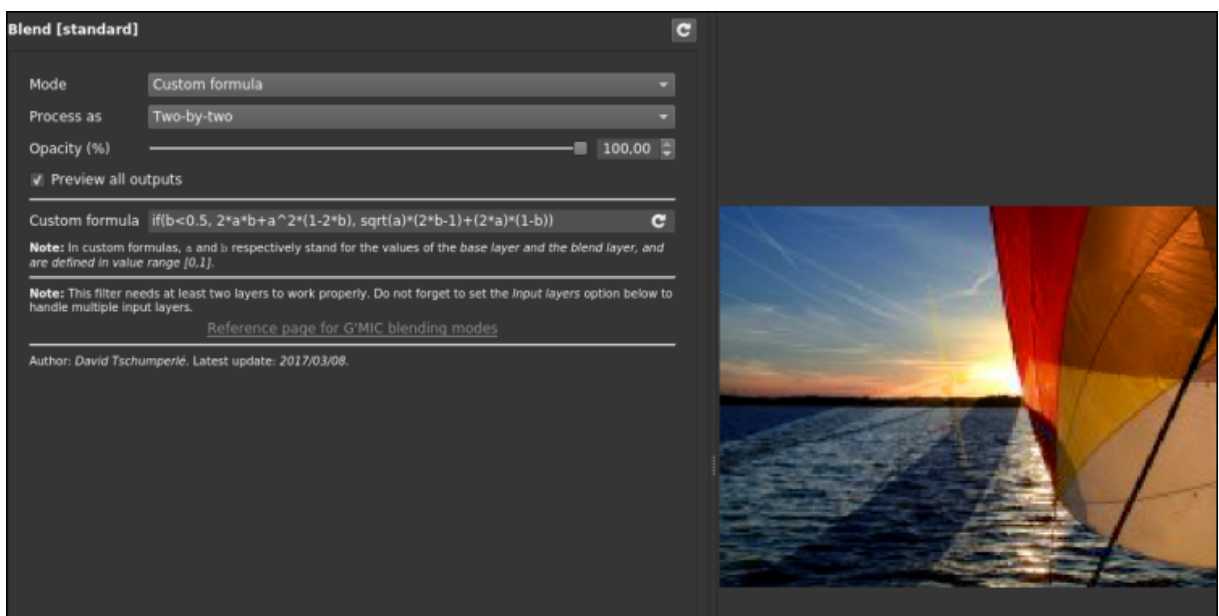 Blend [standard]
Mode Custom formula
Process as Two-by-two
Opacity (%) 100,00
Preview all outputs
Custom formula if(b<0.5, 2*a*b+a^2*(1-2*b), sqrt(a)*(2*b-1)+(2*a)*(1-b))
Note: In custom formulas, a and b respectively stand for the values of the base layer and the blend layer, and
are defined in value range [0,1].
Note: This filter needs at least two layers to work properly. Do not forget to set the Input layers option below to
handle multiple input layers.
Reference page for G'MIC blending modes
Author: David Tschumperlé. Latest update: 2017/03/08.